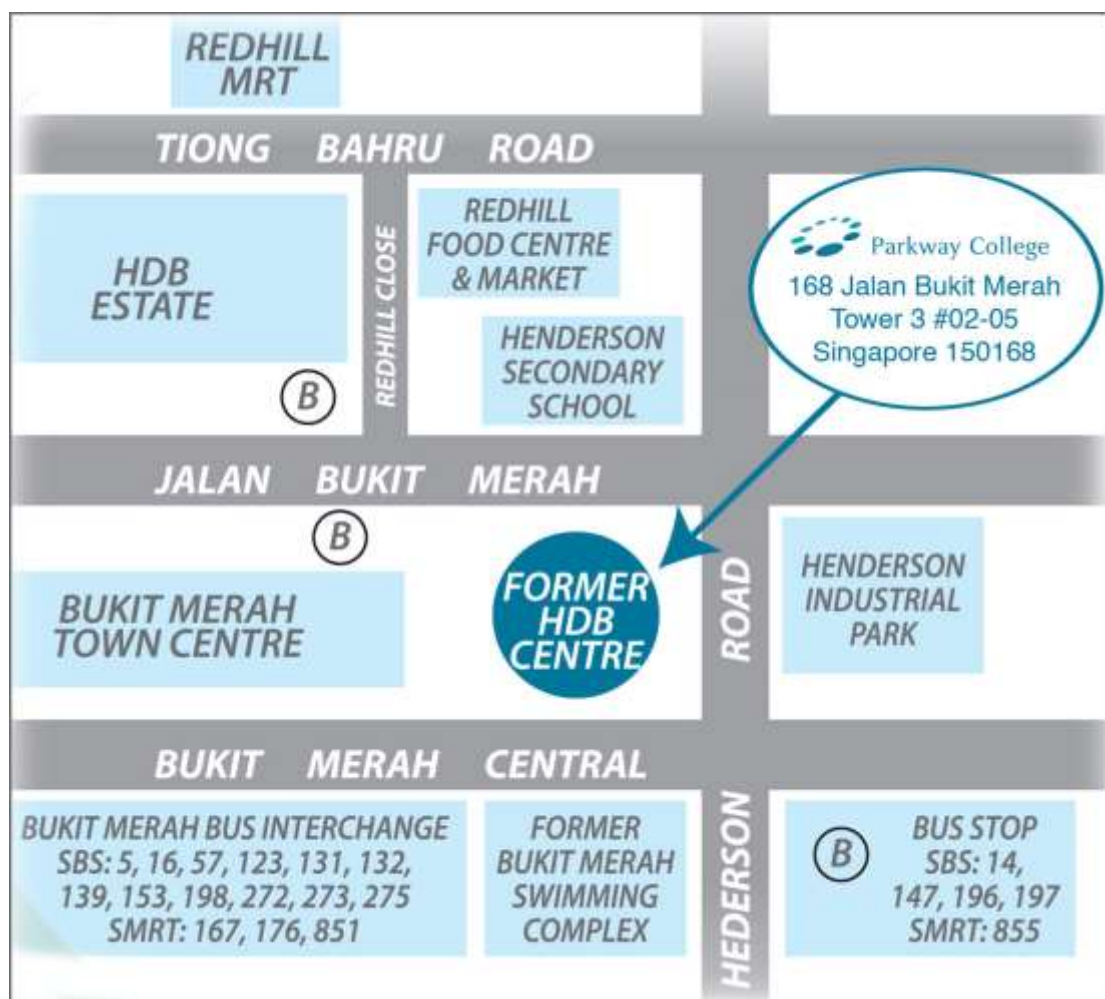 REDHILL
MRT
TIONG BAHRU ROAD
HDB
ESTATE
REDHILL CLOSE
REDHILL
FOOD CENTRE
& MARKET
HENDERSON
SECONDARY
SCHOOL
Parkway College
168 Jalan Bukit Merah
Tower 3 #02-05
Singapore 150168
B
JALAN BUKIT MERAH
B
BUKIT MERAH
TOWN CENTRE
FORMER
HDB
CENTRE
HEDERSON ROAD
HENDERSON
INDUSTRIAL
PARK
BUKIT MERAH CENTRAL
BUKIT MERAH BUS INTERCHANGE
SBS: 5, 16, 57, 123, 131, 132,
139, 153, 198, 272, 273, 275
SMRT: 167, 176, 851
FORMER
BUKIT MERAH
SWIMMING
COMPLEX
B
BUS STOP
SBS: 14,
147, 196, 197
SMRT: 855